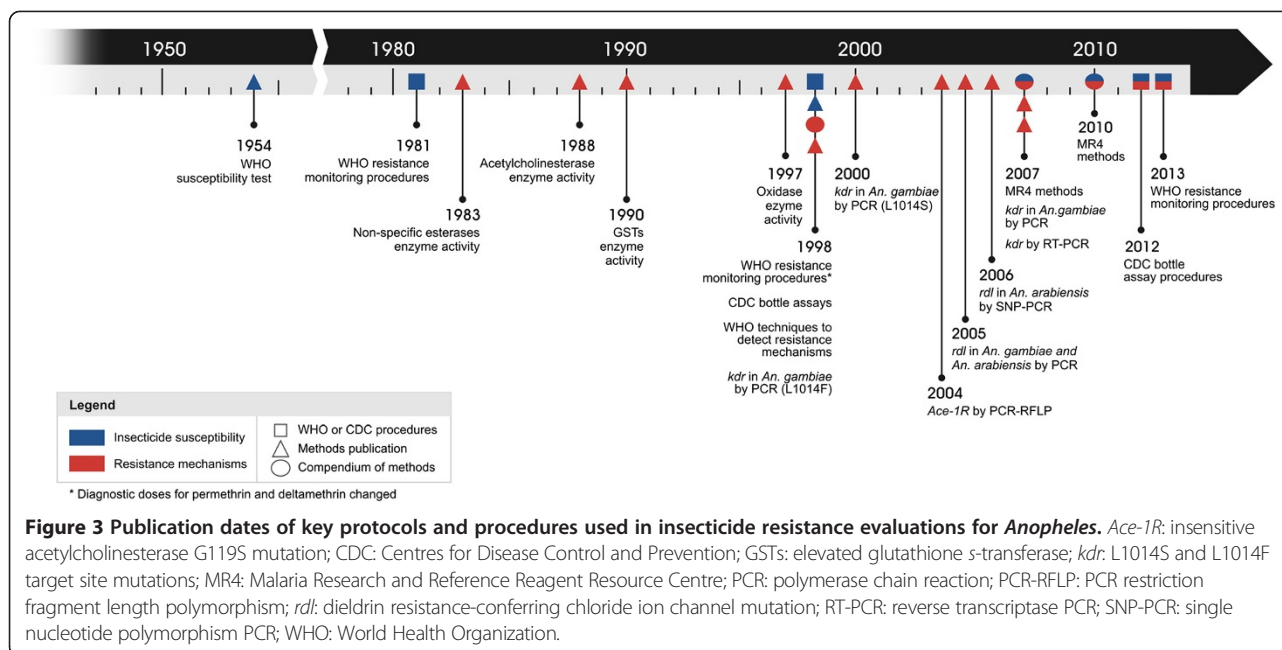 1950
1980
1990
2000
2010
1954
WHO
susceptibility test
1981
WHO resistance
monitoring procedures
1983
Non-specific esterases
enzyme activity
1988
Acetylcholinesterase
enzyme activity
1990
GSTs
enzyme
activity
1997
Oxidase
ezyme
activity
1998
WHO resistance
monitoring procedures*
CDC bottle assays
WHO techniques to
detect resistance
mechanisms
kdr in An. gambiae
by PCR (L1014F)
2000
kdr in An. gambiae
by PCR (L1014S)
2004
Ace-1R by PCR-RFLP
2005
rdl in An. gambiae and
An. arabiensis by PCR
2006
rdl in An. arabiensis
by SNP-PCR
2007
MR4 methods
kdr in An.gambiae
by PCR
kdr by RT-PCR
2010
MR4
methods
2012
CDC bottle
assay procedures
2013
WHO resistance
monitoring procedures
Legend
Insecticide susceptibility
Resistance mechanisms
WHO or CDC procedures
Methods publication
Compendium of methods
* Diagnostic doses for permethrin and deltamethrin changed
Figure 3 Publication dates of key protocols and procedures used in insecticide resistance evaluations for Anopheles. Ace-1R: insensitive
acetylcholinesterase G119S mutation; CDC: Centres for Disease Control and Prevention; GSTs: elevated glutathione s-transferase; kdr: L1014S and L1014F
target site mutations; MR4: Malaria Research and Reference Reagent Resource Centre; PCR: polymerase chain reaction; PCR-RFLP: PCR restriction
fragment length polymorphism; rdl: dieldrin resistance-conferring chloride ion channel mutation; RT-PCR: reverse transcriptase PCR; SNP-PCR: single
nucleotide polymorphism PCR; WHO: World Health Organization.